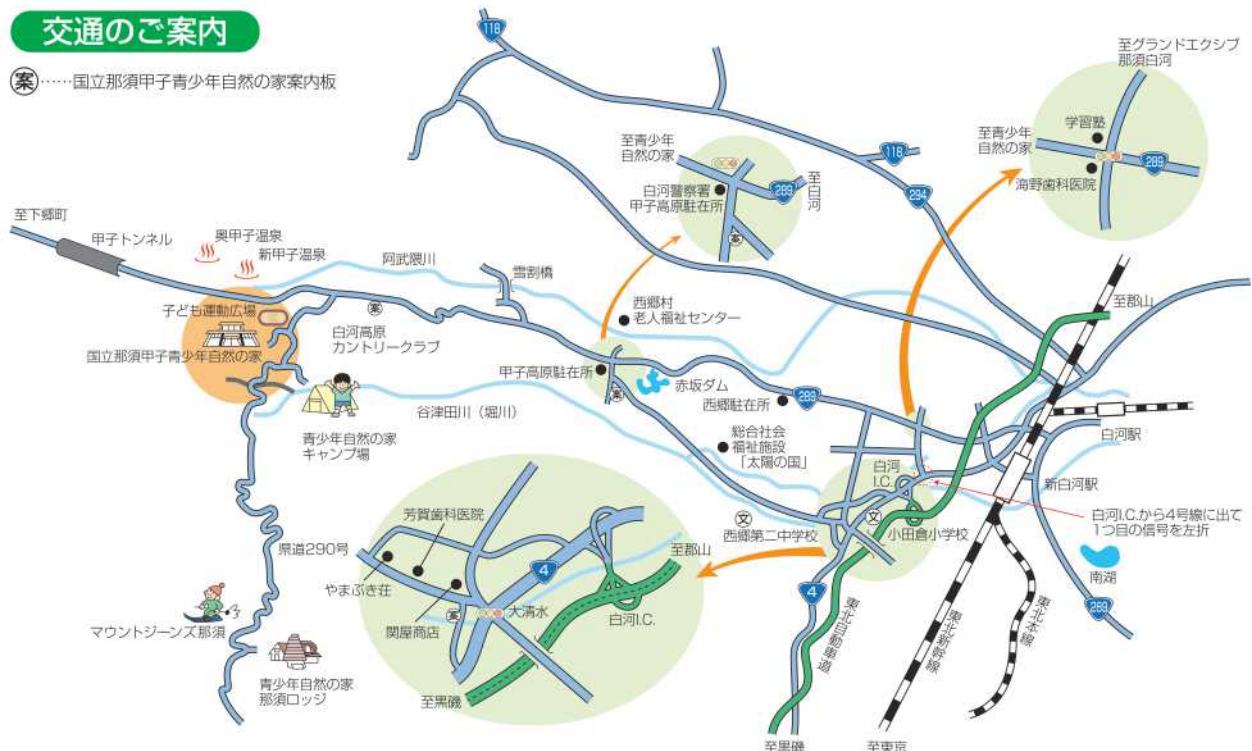 交通のご案内
案……国立那須甲子青少年自然の家案内板
118
至グランドエクシブ
那須白河
学習塾
至青少年
自然の家
289
海野歯科医院
至青少年
自然の家
白河警察署
甲子高原駐在所
289
至白河
案
118
294
至下郷町
甲子トンネル
奥甲子温泉
新甲子温泉
阿武隈川
雪割橋
子ども運動広場
国立那須甲子青少年自然の家
案
白河高原
カントリークラブ
西郷村
老人福祉センター
至郡山
甲子高原駐在所
案
赤坂ダム
西郷駐在所
289
谷津田川（堀川）
青少年自然の家
キャンプ場
総合社会
福祉施設
「太陽の国」
白河
I.C.
白河駅
新白河駅
文
西郷第二中学校
文
小田倉小学校
白河I.C.から4号線に出て
1つ目の信号を左折
南湖
289
芳賀歯科医院
やまぶき荘
関屋商店
案
4
大清水
白河I.C.
至郡山
至黒磯
県道290号
マウントジーンズ那須
青少年自然の家
那須ロッジ
4
東北自動車道
東北新幹線
東北本線
至黒磯
至東京